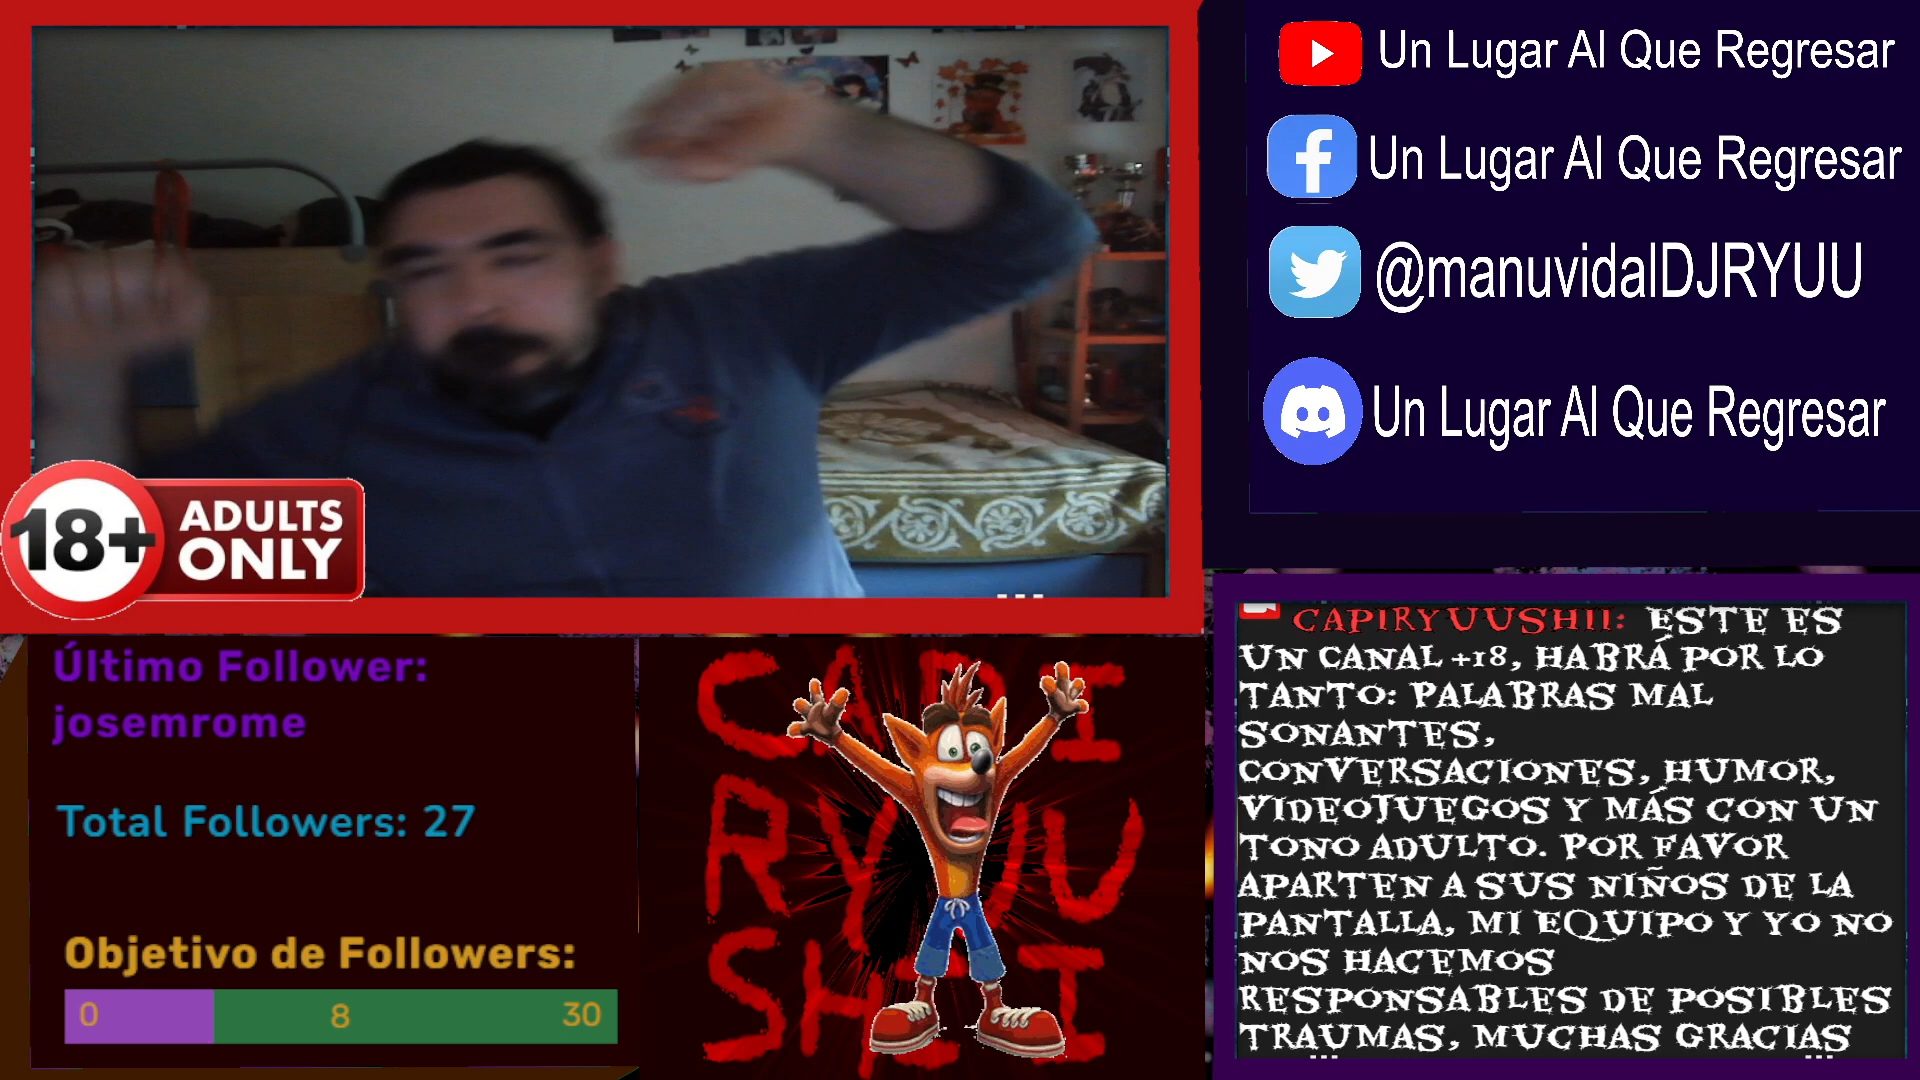 Un Lugar Al Que Regresar
Un Lugar Al Que Regresar
@manuvidalDJRYUU
Un Lugar Al Que Regresar
18+
ADULTS
ONLY
Último Follower:
josemrome
Total Followers: 27
Objetivo de Followers:
0 8 30
CAPI
RYUU
SHII
CAPIRYUUSHII: ESTE ES
UN CANAL +18, HABRÁ POR LO
TANTO: PALABRAS MAL
SONANTES,
CONVERSACIONES, HUMOR,
VIDEOJUEGOS Y MÁS CON UN
TONO ADULTO. POR FAVOR
APARTEN A SUS NIÑOS DE LA
PANTALLA, MI EQUIPO Y YO NO
NOS HACEMOS
RESPONSABLES DE POSIBLES
TRAUMAS, MUCHAS GRACIAS